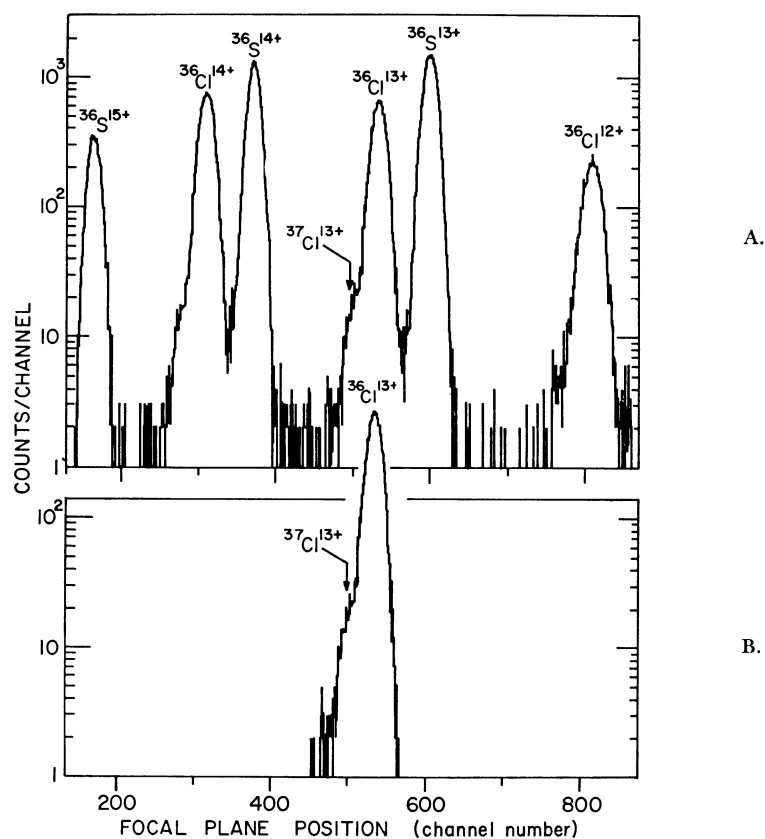 ³⁶S¹⁵⁺
³⁶Cl¹⁴⁺
³⁶S¹⁴⁺
³⁶Cl¹³⁺
³⁶S¹³⁺
³⁶Cl¹²⁺
³⁷Cl¹³⁺
10³
10²
10
1
A.
COUNTS/CHANNEL
³⁶Cl¹³⁺
³⁷Cl¹³⁺
10²
10
1
B.
200 400 600 800
FOCAL PLANE POSITION (channel number)